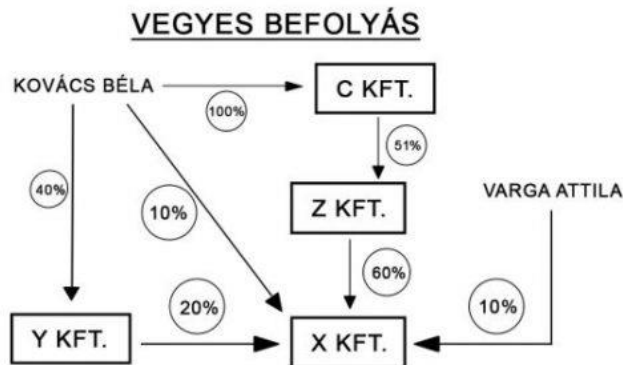 VEGYES BEFOLYÁS
KOVÁCS BÉLA
100%
C KFT.
51%
40%
10%
Z KFT.
VARGA ATTILA
60%
20%
10%
Y KFT.
X KFT.